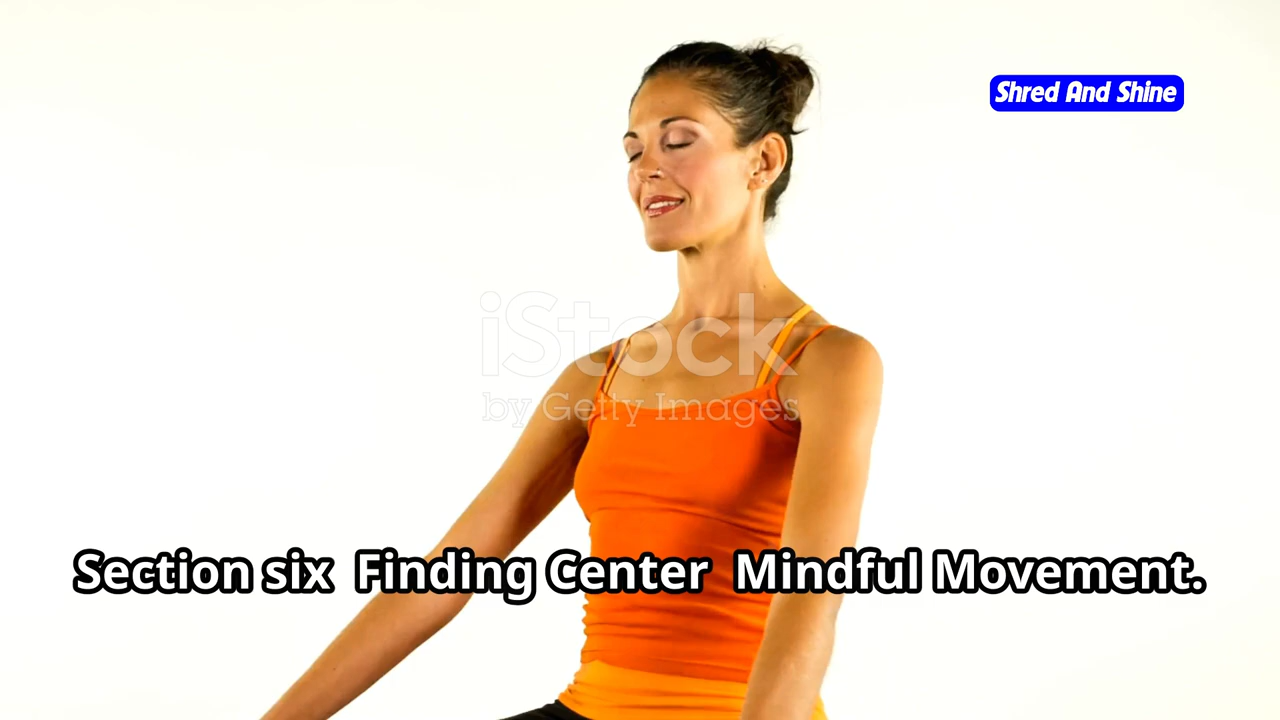 Shred And Shine
iStock
by Getty Images
Section six  Finding Center  Mindful Movement.